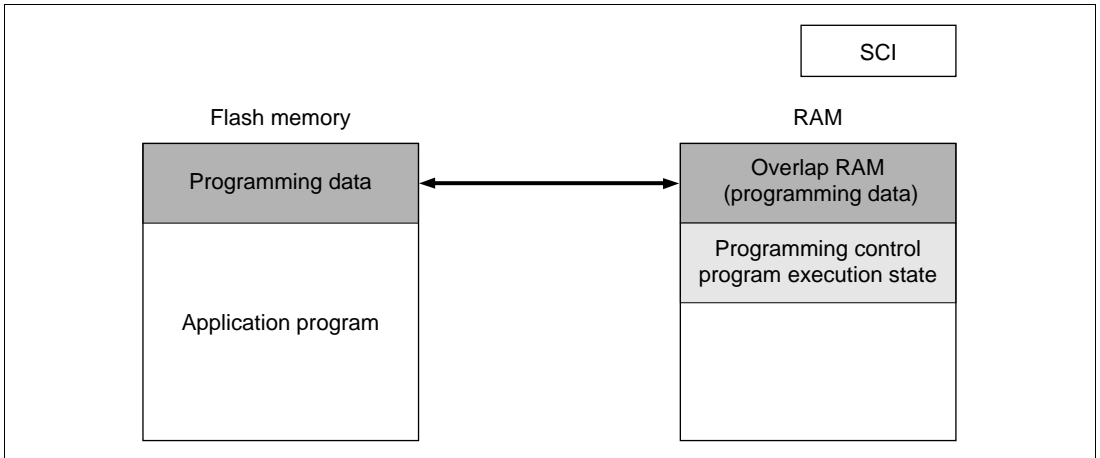 SCI
Flash memory
RAM
Programming data
Overlap RAM
(programming data)
Programming control
program execution state
Application program